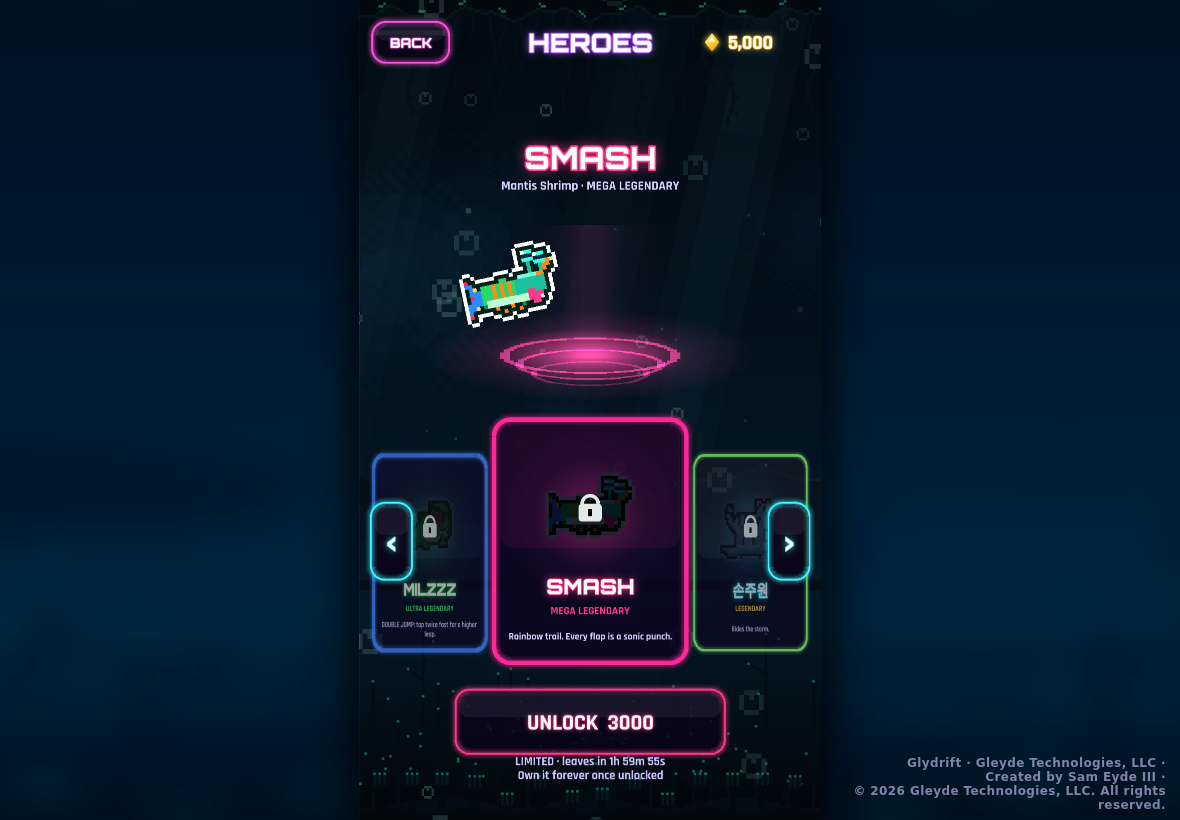 BACK
HEROES
5,000
SMASH
Mantis Shrimp · MEGA LEGENDARY
<
>
MILZZZ
ULTRA LEGENDARY
DOUBLE JUMP: tap twice fast for a higher
leap.
SMASH
MEGA LEGENDARY
Rainbow trail. Every flap is a sonic punch.
손주원
LEGENDARY
Rides the storm.
UNLOCK 3000
LIMITED · leaves in 1h 59m 55s
Own it forever once unlocked
Glydrift · Gleyde Technologies, LLC ·
Created by Sam Eyde III ·
© 2026 Gleyde Technologies, LLC. All rights
reserved.